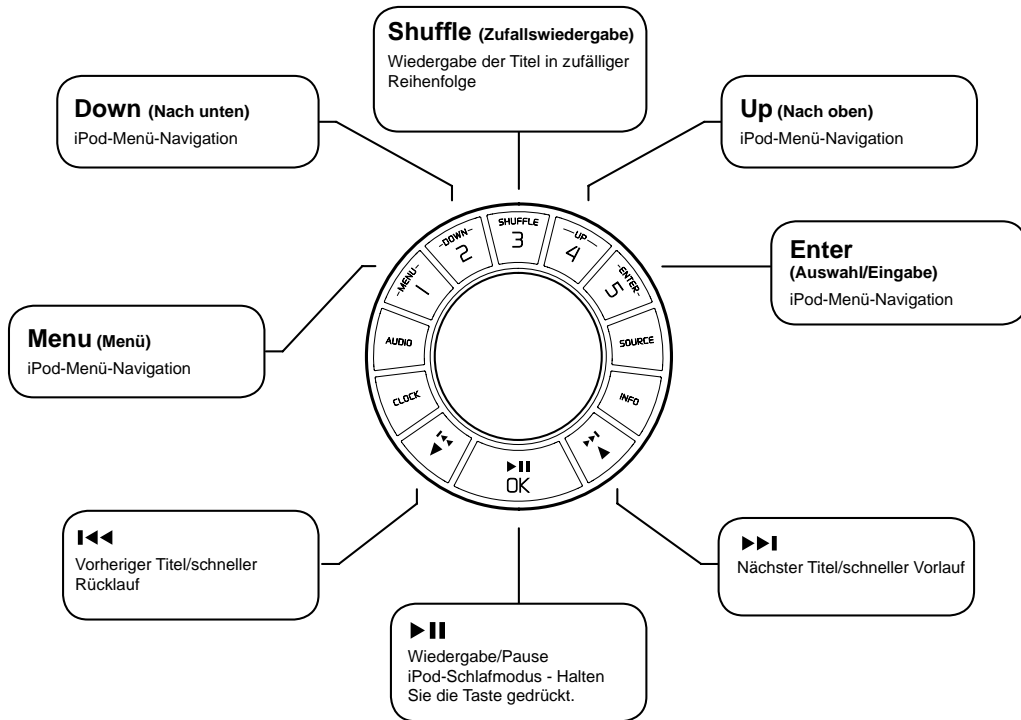 Shuffle (Zufallswiedergabe)
Wiedergabe der Titel in zufälliger
Reihenfolge
Down (Nach unten)
iPod-Menü-Navigation
Up (Nach oben)
iPod-Menü-Navigation
Enter
(Auswahl/Eingabe)
iPod-Menü-Navigation
Menu (Menü)
iPod-Menü-Navigation
-MENU-
1
-DOWN-
2
SHUFFLE
3
-UP-
4
-ENTER-
5
AUDIO
SOURCE
CLOCK
INFO
OK
Vorheriger Titel/schneller
Rücklauf
Nächster Titel/schneller Vorlauf
Wiedergabe/Pause
iPod-Schlafmodus - Halten
Sie die Taste gedrückt.